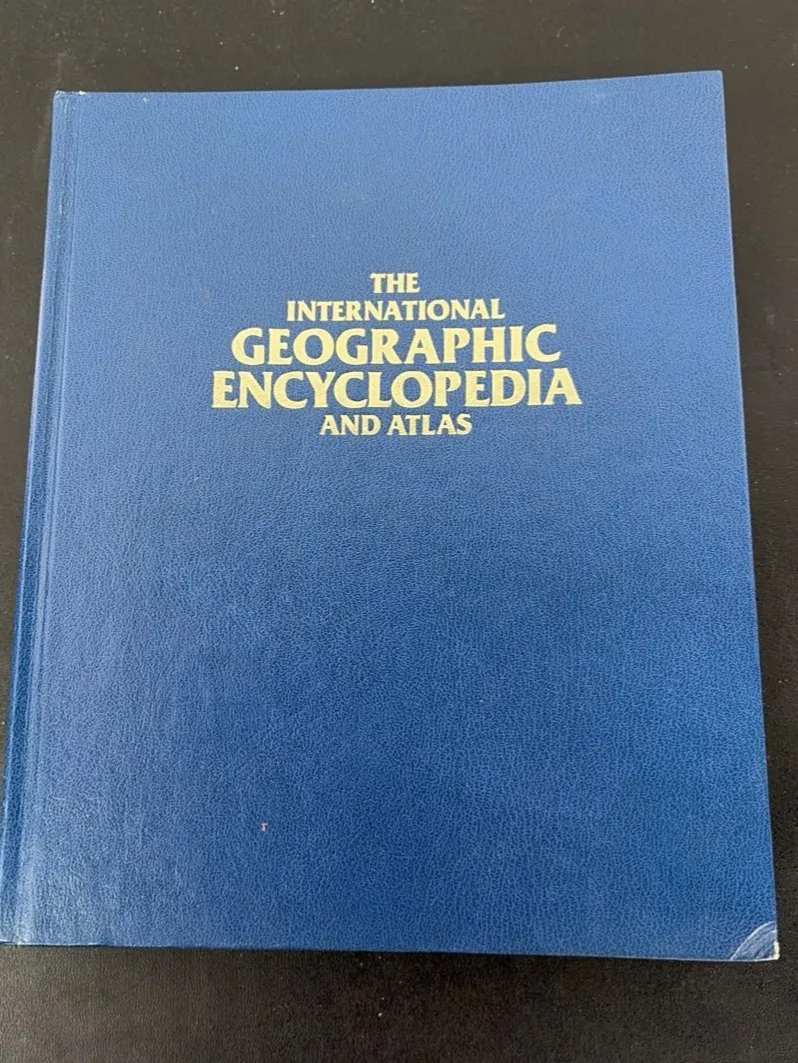 THE
INTERNATIONAL
GEOGRAPHIC
ENCYCLOPEDIA
AND ATLAS